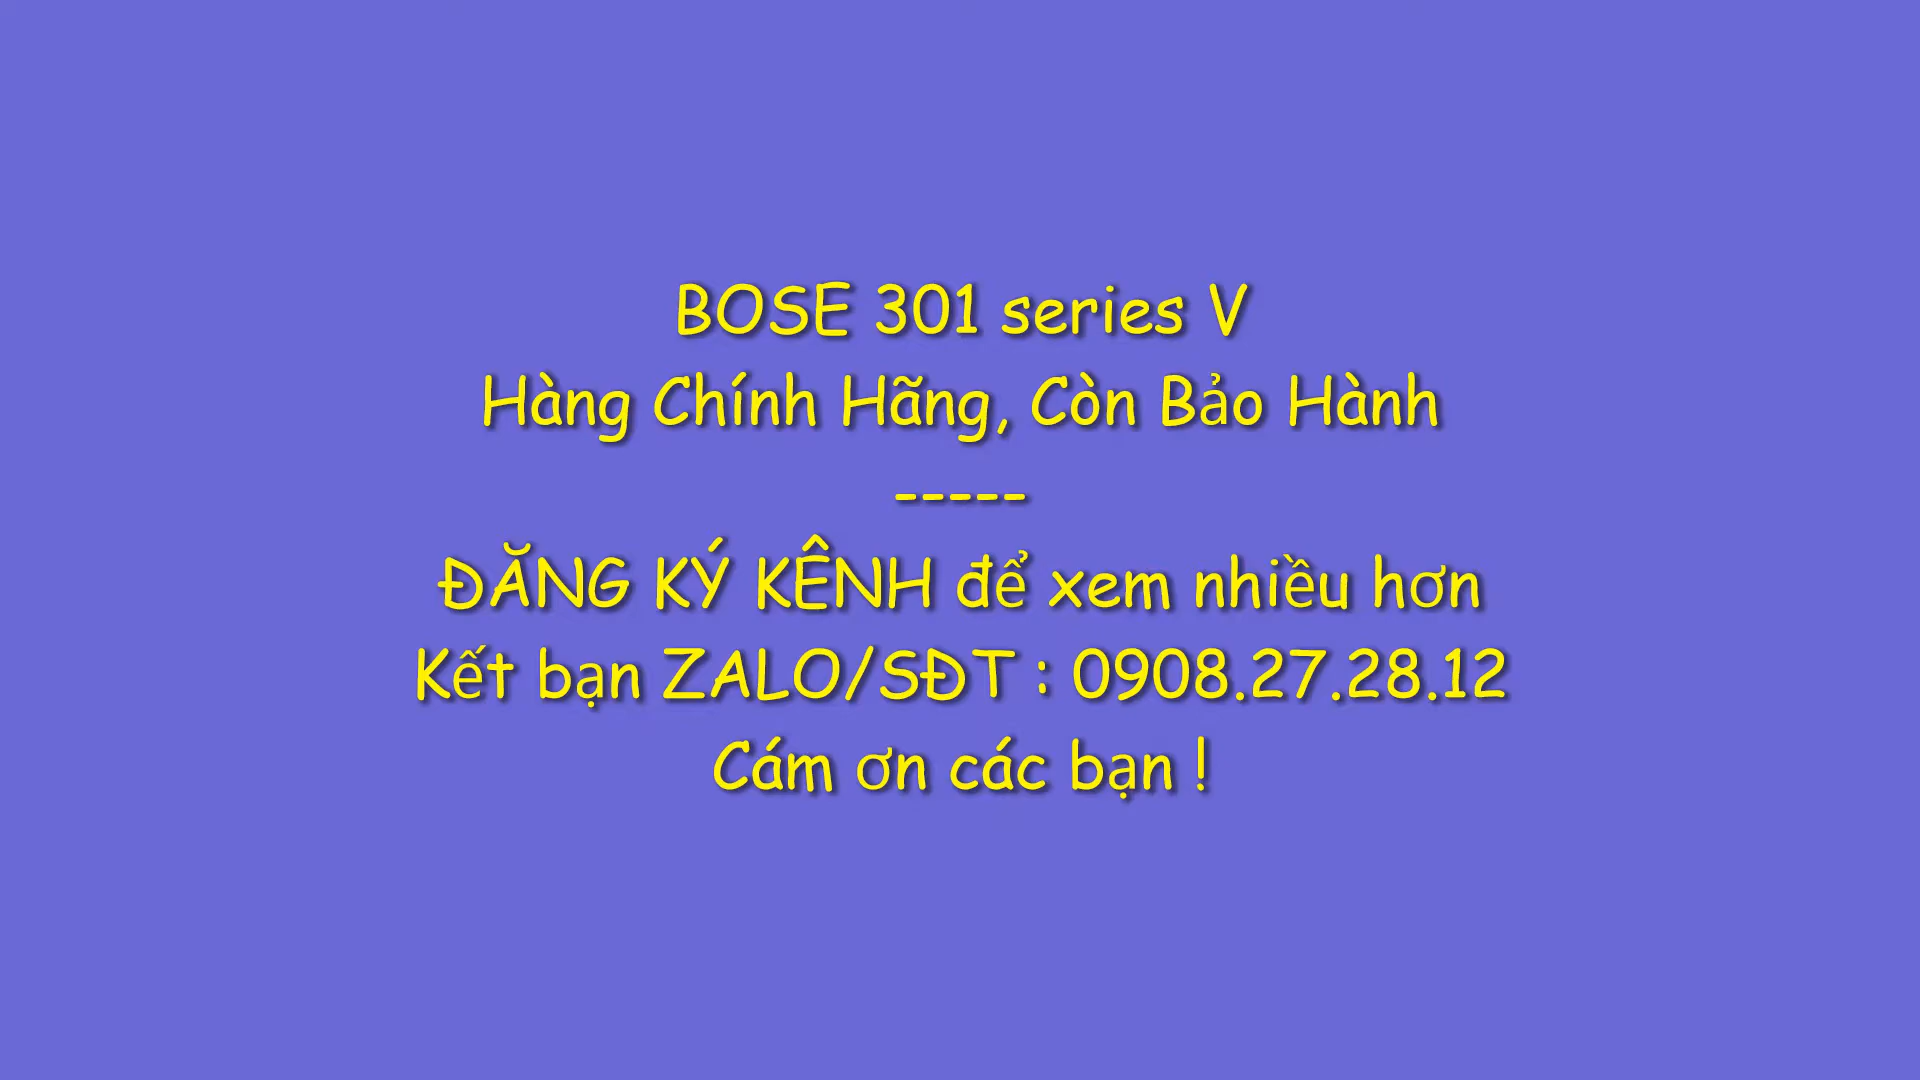 BOSE 301 series V
Hàng Chính Hãng, Còn Bảo Hành
-----
ĐĂNG KÝ KÊNH để xem nhiều hơn
Kết bạn ZALO/SĐT : 0908.27.28.12
Cám ơn các bạn !